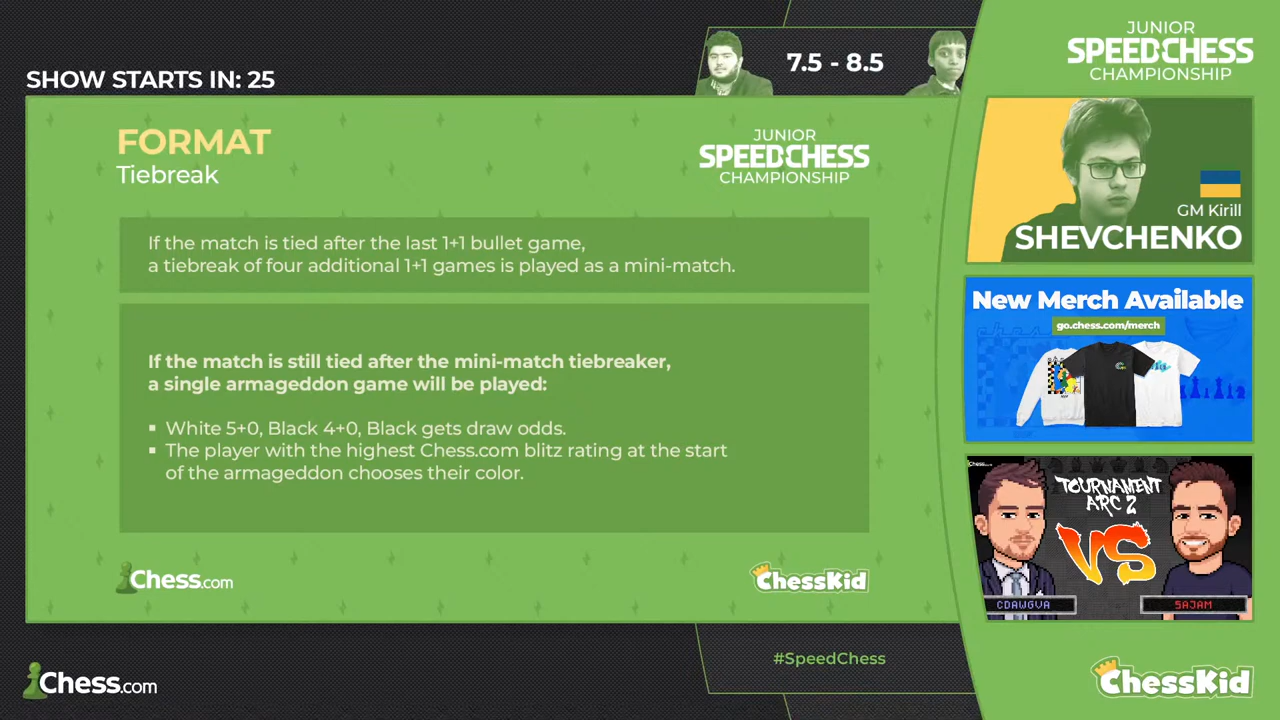 SHOW STARTS IN: 25
7.5 - 8.5
FORMAT
Tiebreak
JUNIOR
SPEEDCHESS
CHAMPIONSHIP
If the match is tied after the last 1+1 bullet game,
a tiebreak of four additional 1+1 games is played as a mini-match.
If the match is still tied after the mini-match tiebreaker,
a single armageddon game will be played:
▪ White 5+0, Black 4+0, Black gets draw odds.
▪ The player with the highest Chess.com blitz rating at the start
of the armageddon chooses their color.
Chess.com
ChessKid
Chess.com
#SpeedChess
JUNIOR
SPEEDCHESS
CHAMPIONSHIP
GM Kirill
SHEVCHENKO
New Merch Available
go.chess.com/merch
Chess.com
TOURNAMENT
ARC 2
VS
CDAWGVA
SAJAM
ChessKid